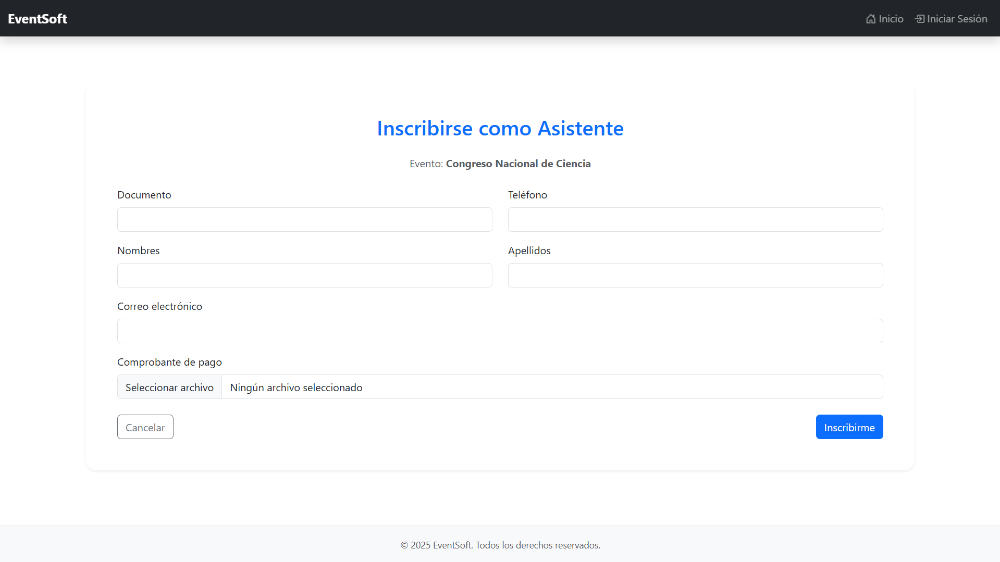 EventSoft
Inicio Iniciar Sesión
Inscribirse como Asistente
Evento: Congreso Nacional de Ciencia
Documento Teléfono
Nombres Apellidos
Correo electrónico
Comprobante de pago
Seleccionar archivo Ningún archivo seleccionado
Cancelar Inscribirme
© 2025 EventSoft. Todos los derechos reservados.